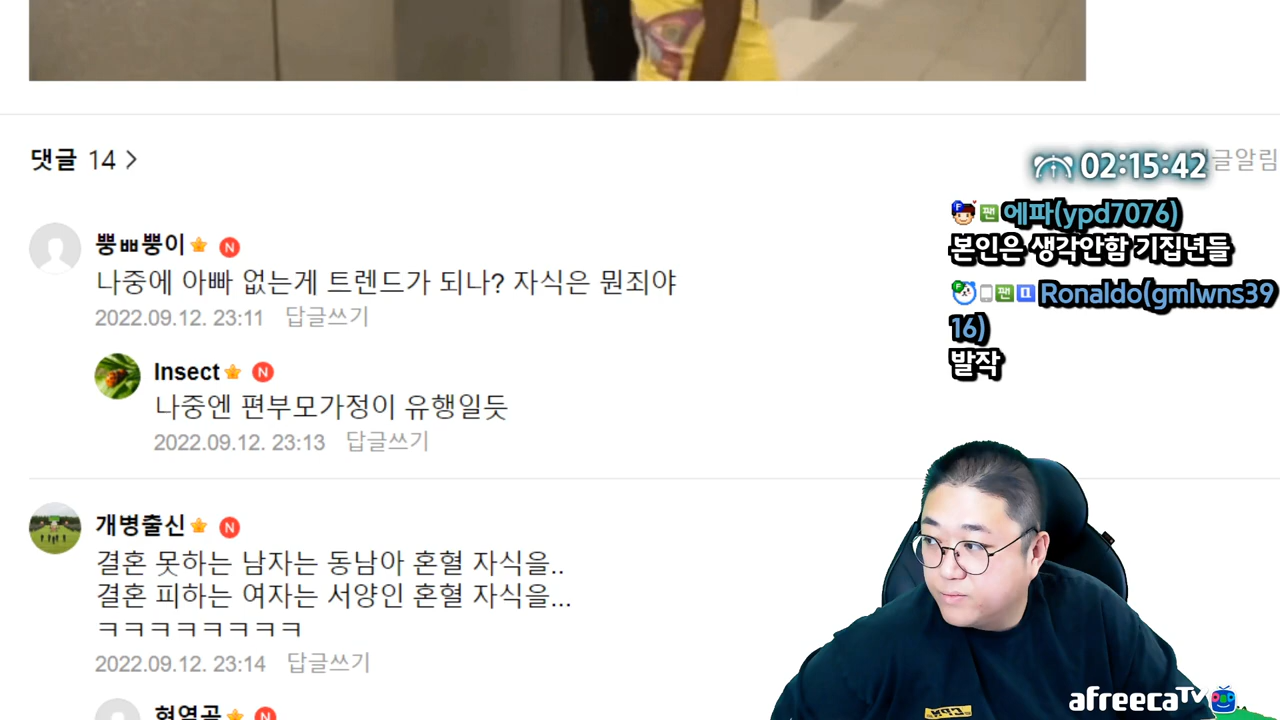 댓글 14 >
02:15:42
글알림
에파(ypd7076)
본인은 생각안함 기집년들
Ronaldo(gmlwns39
16)
발작
뿡ㅃ뿡이 N
나중에 아빠 없는게 트렌드가 되나? 자식은 뭔죄야
2022.09.12. 23:11 답글쓰기
Insect N
나중엔 편부모가정이 유행일듯
2022.09.12. 23:13 답글쓰기
개병출신 N
결혼 못하는 남자는 동남아 혼혈 자식을..
결혼 피하는 여자는 서양인 혼혈 자식을...
ㅋㅋㅋㅋㅋㅋㅋㅋ
2022.09.12. 23:14 답글쓰기
afreecaTV